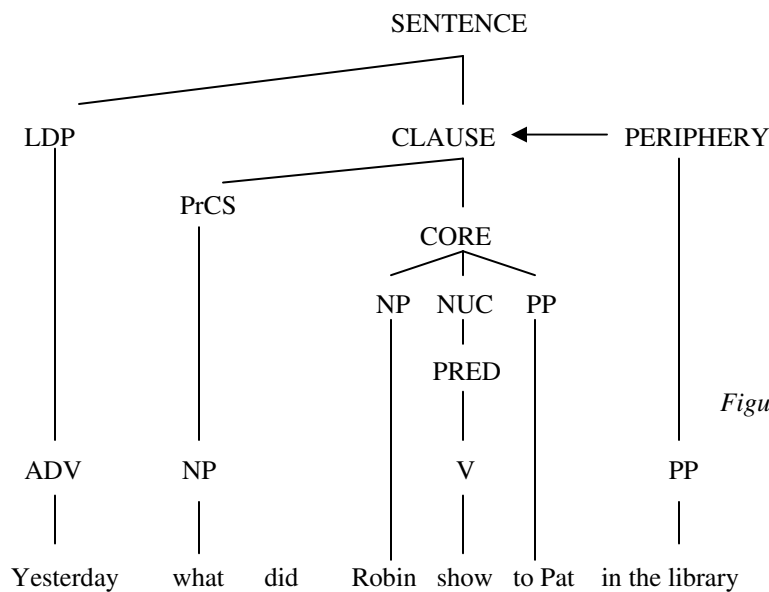 SENTENCE
LDP CLAUSE PERIPHERY
PrCS
CORE
NP NUC PP
PRED
Figu
ADV NP V PP
Yesterday what did Robin show to Pat in the library